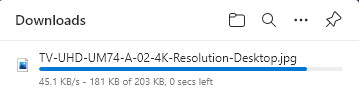 Downloads
TV-UHD-UM74-A-02-4K-Resolution-Desktop.jpg
45.1 KB/s - 181 KB of 203 KB, 0 secs left